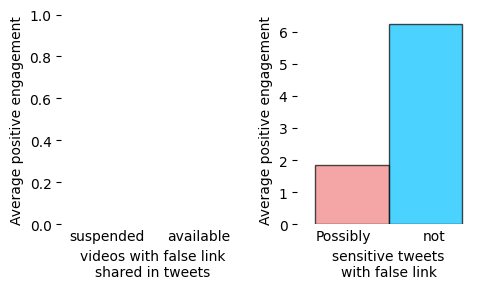 Average positive engagement
1.0
0.8
0.6
0.4
0.2
0.0
suspended available
videos with false link
shared in tweets
Average positive engagement
6
5
4
3
2
1
0
Possibly not
sensitive tweets
with false link